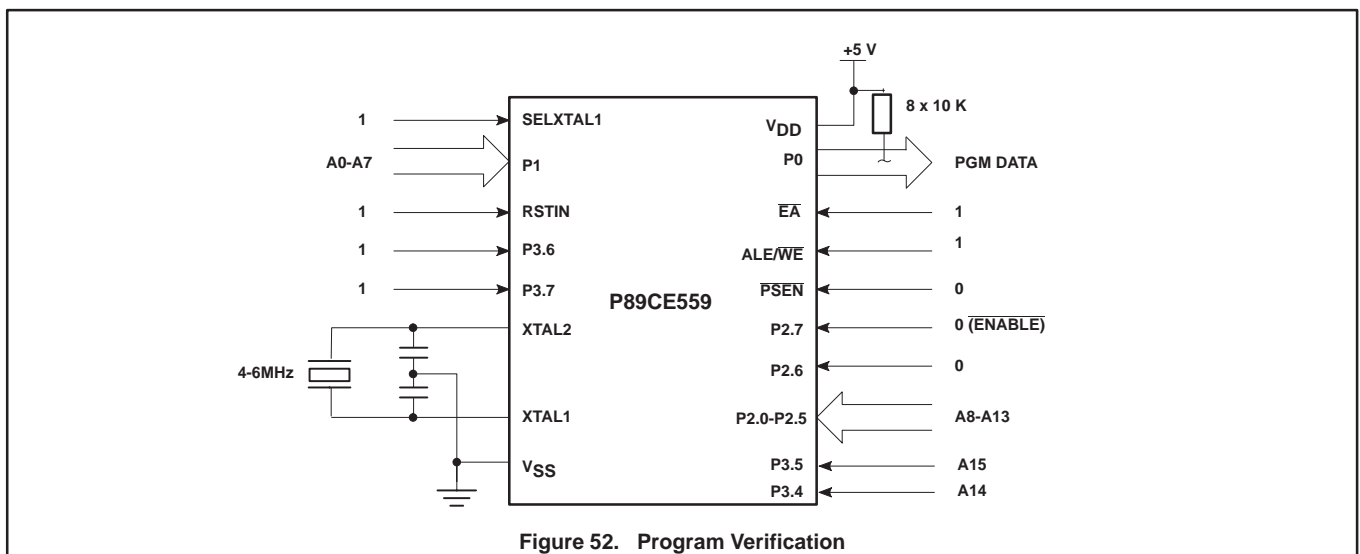 +5 V
8 x 10 K
1
SELXTAL1
VDD
A0-A7
P1
P0
PGM DATA
1
RSTIN
EA
1
1
P3.6
ALE/WE
1
1
P3.7
P89CE559
PSEN
0
XTAL2
P2.7
0 (ENABLE)
4-6MHz
P2.6
0
XTAL1
P2.0-P2.5
A8-A13
VSS
P3.5
A15
P3.4
A14
Figure 52. Program Verification